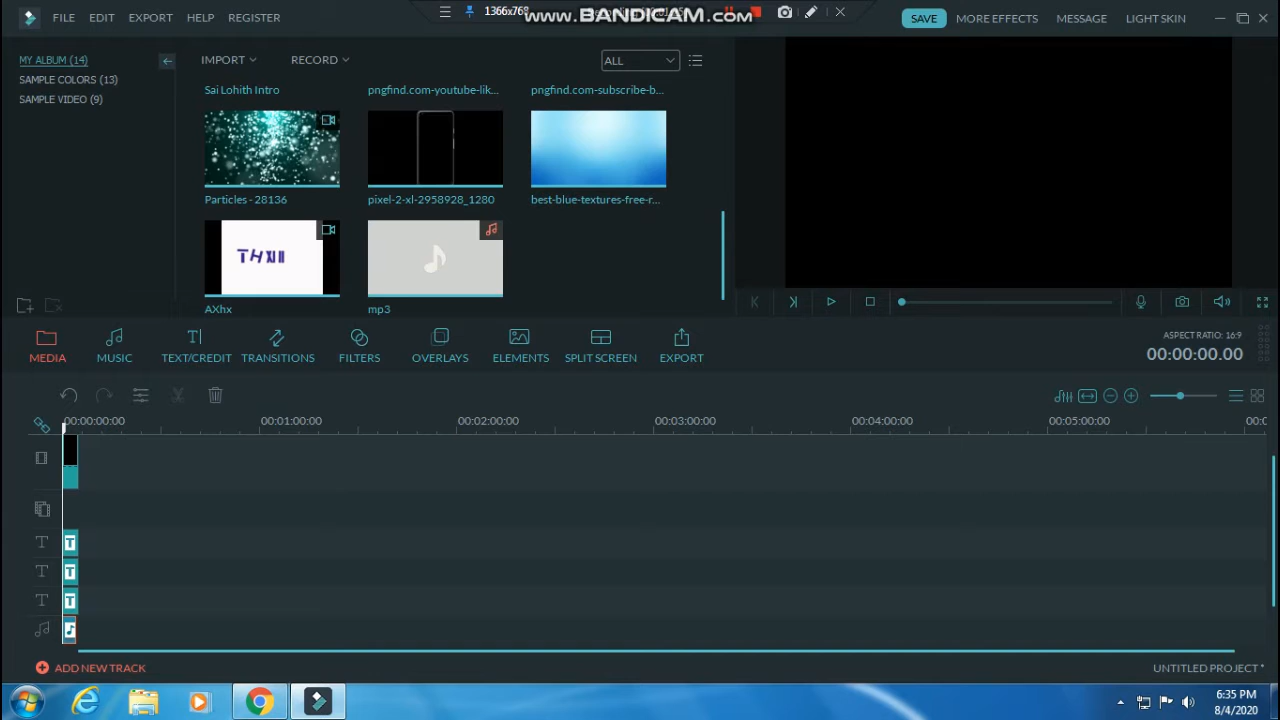 FILE EDIT EXPORT HELP REGISTER
1366x768
www.BANDICAM.com
SAVE MORE EFFECTS MESSAGE LIGHT SKIN
MY ALBUM (14)
SAMPLE COLORS (13)
SAMPLE VIDEO (9)
IMPORT RECORD ALL
Sai Lohith Intro pngfind.com-youtube-lik... pngfind.com-subscribe-b...
Particles - 28136 pixel-2-xl-2958928_1280 best-blue-textures-free-r...
AXhx mp3
MEDIA MUSIC TEXT/CREDIT TRANSITIONS FILTERS OVERLAYS ELEMENTS SPLIT SCREEN EXPORT
ASPECT RATIO: 16:9
00:00:00.00
00:00:00:00 00:01:00:00 00:02:00:00 00:03:00:00 00:04:00:00 00:05:00:00
T T
T T
T T
ADD NEW TRACK
UNTITLED PROJECT *
6:35 PM
8/4/2020